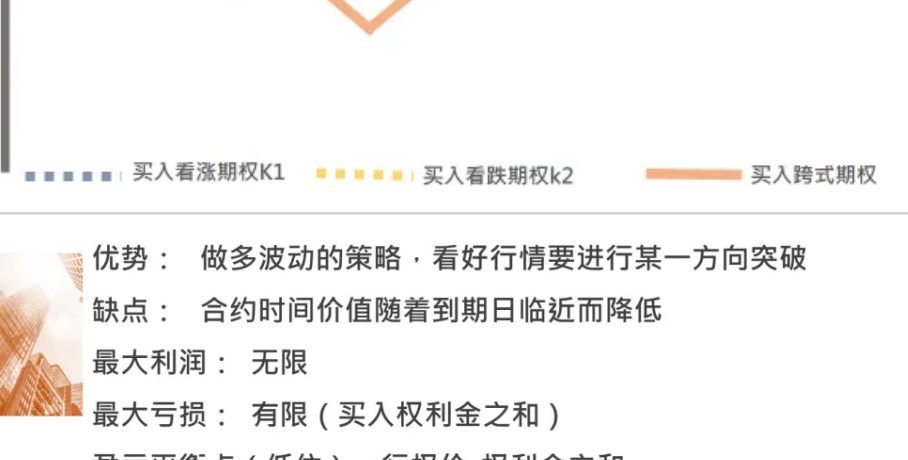 买入看涨期权K1 买入看跌期权k2 买入跨式期权
优势： 做多波动的策略，看好行情要进行某一方向突破
缺点： 合约时间价值随着到期日临近而降低
最大利润： 无限
最大亏损： 有限（买入权利金之和）